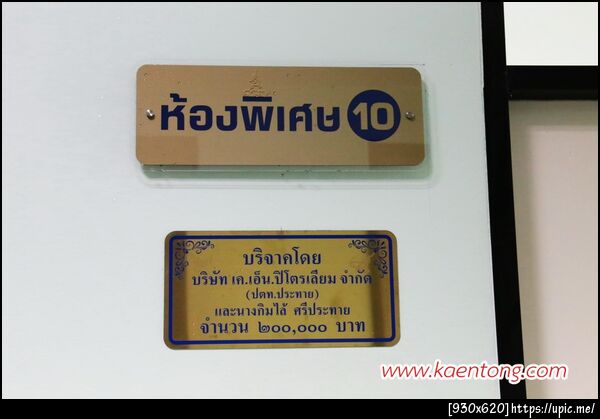 ห้องพิเศษ 10
บริจาคโดย
บริษัท เค.เอ็น.ปิโตรเลียม จำกัด
(ปตท.ประทาย)
และนางกิมไล้ ศรีประทาย
จำนวน ๒๐๐,๐๐๐ บาท
www.kaentong.com
[930x620]https://upic.me/